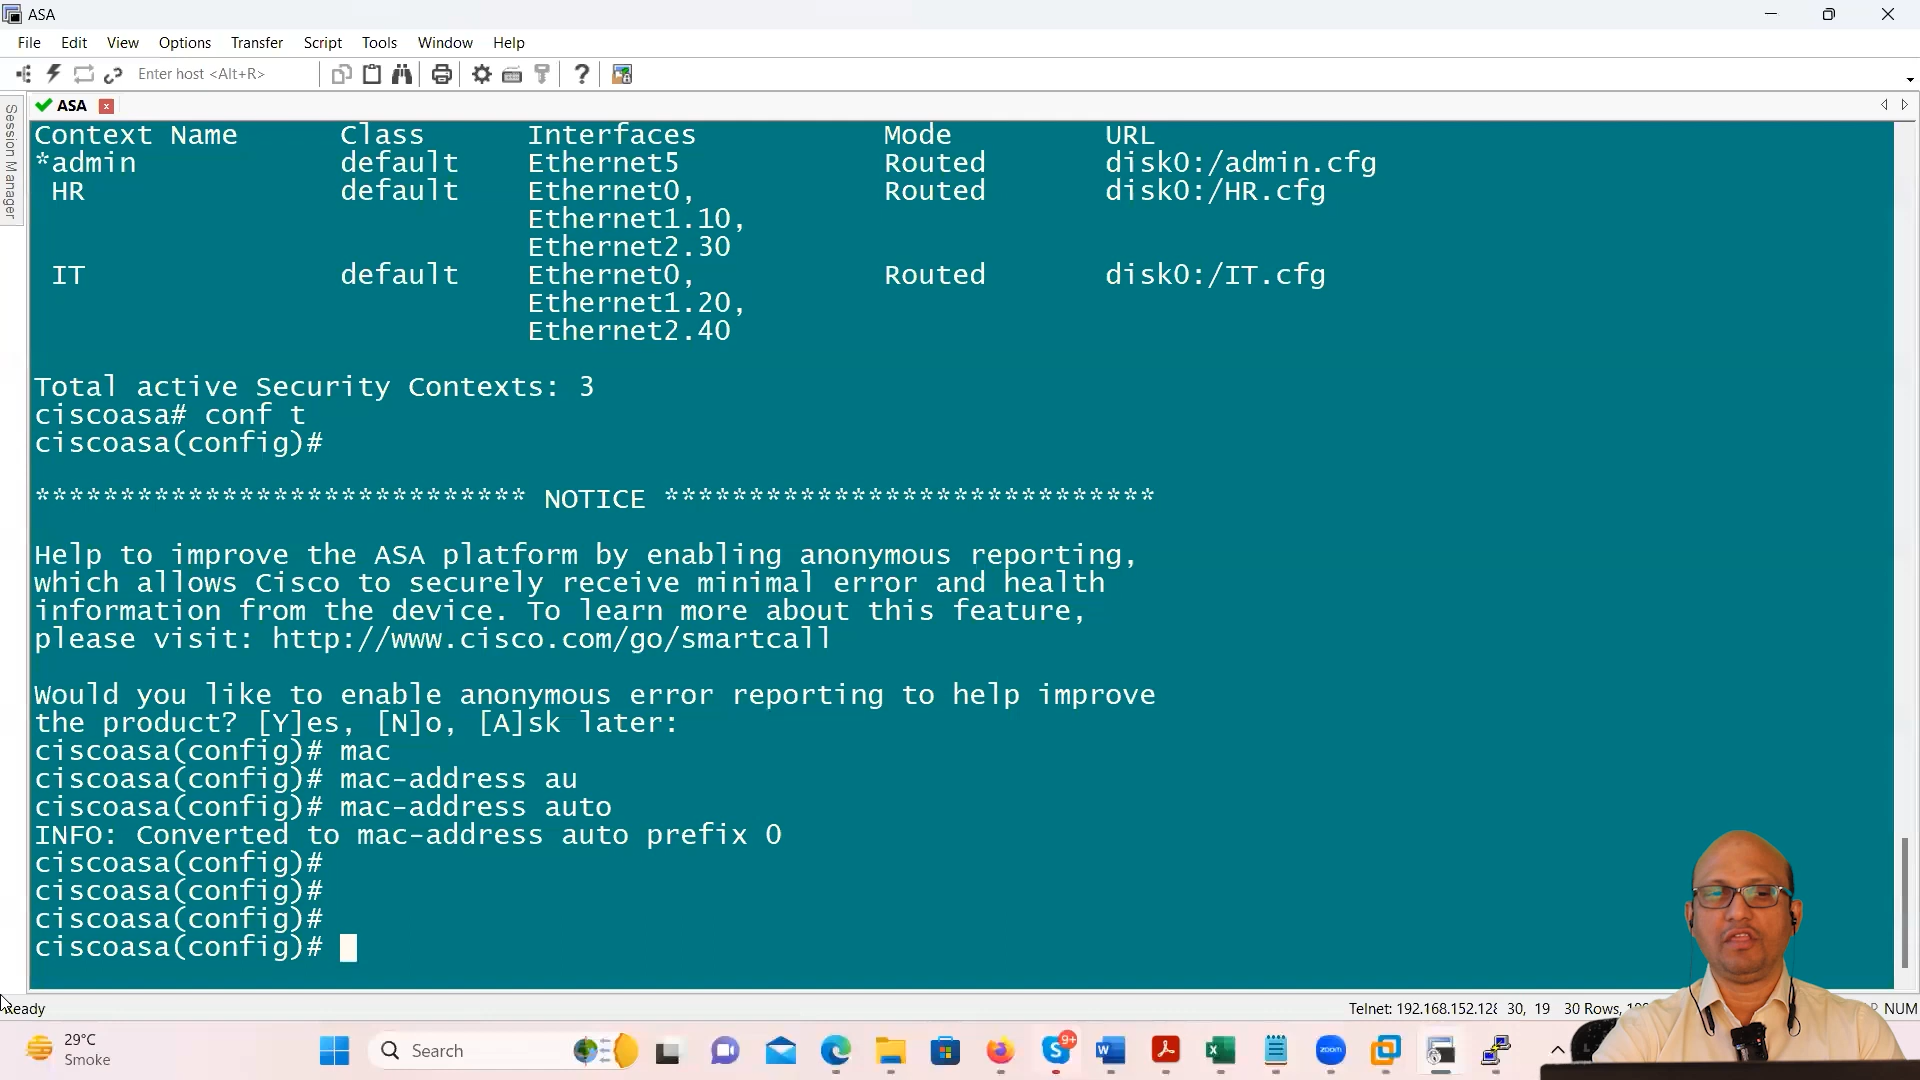 ASA
File Edit View Options Transfer Script Tools Window Help
Enter host <Alt+R>
ASA
Session Manager
Context Name Class Interfaces Mode URL
*admin default Ethernet5 Routed disk0:/admin.cfg
HR default Ethernet0, Routed disk0:/HR.cfg
Ethernet1.10,
Ethernet2.30
IT default Ethernet0, Routed disk0:/IT.cfg
Ethernet1.20,
Ethernet2.40
Total active Security Contexts: 3
ciscoasa# conf t
ciscoasa(config)#
***************************** NOTICE *****************************
Help to improve the ASA platform by enabling anonymous reporting,
which allows Cisco to securely receive minimal error and health
information from the device. To learn more about this feature,
please visit: http://www.cisco.com/go/smartcall
Would you like to enable anonymous error reporting to help improve
the product? [Y]es, [N]o, [A]sk later:
ciscoasa(config)# mac
ciscoasa(config)# mac-address au
ciscoasa(config)# mac-address auto
INFO: Converted to mac-address auto prefix 0
ciscoasa(config)#
ciscoasa(config)#
ciscoasa(config)#
ciscoasa(config)#
Ready Telnet: 192.168.152.128 30, 19 30 Rows, NUM
29°C
Smoke
Search
9+
zoom